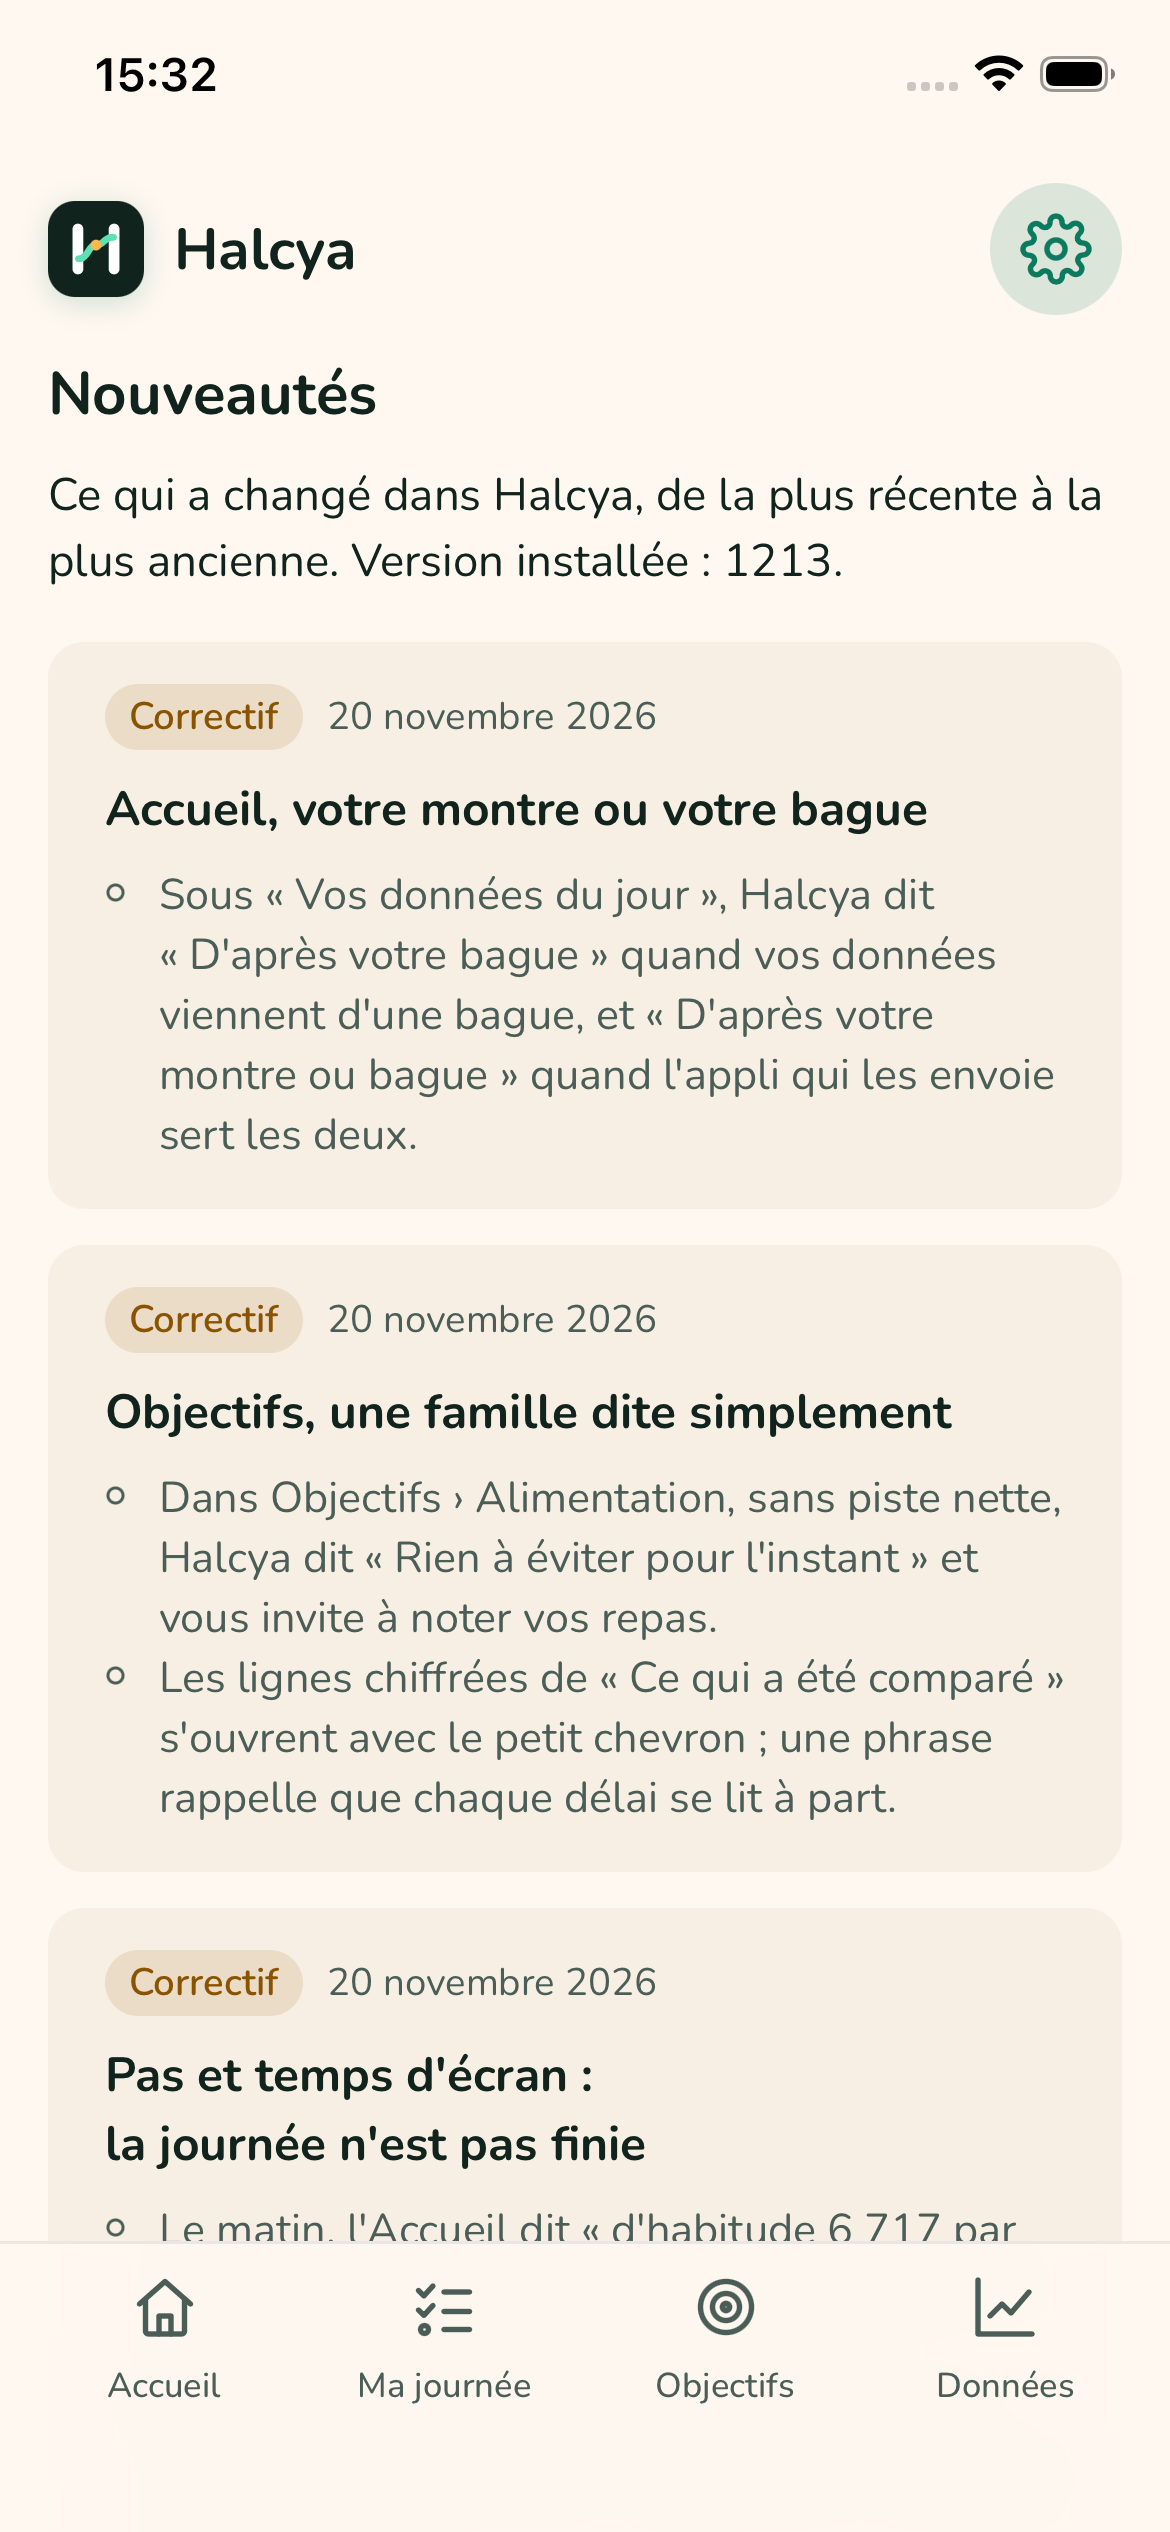 15:32
Halcya
Nouveautés
Ce qui a changé dans Halcya, de la plus récente à la
plus ancienne. Version installée : 1213.
Correctif 20 novembre 2026
Accueil, votre montre ou votre bague
Sous « Vos données du jour », Halcya dit
« D'après votre bague » quand vos données
viennent d'une bague, et « D'après votre
montre ou bague » quand l'appli qui les envoie
sert les deux.
Correctif 20 novembre 2026
Objectifs, une famille dite simplement
Dans Objectifs › Alimentation, sans piste nette,
Halcya dit « Rien à éviter pour l'instant » et
vous invite à noter vos repas.
Les lignes chiffrées de « Ce qui a été comparé »
s'ouvrent avec le petit chevron ; une phrase
rappelle que chaque délai se lit à part.
Correctif 20 novembre 2026
Pas et temps d'écran :
la journée n'est pas finie
Le matin, l'Accueil dit « d'habitude 6 717 par
Accueil
Ma journée
Objectifs
Données